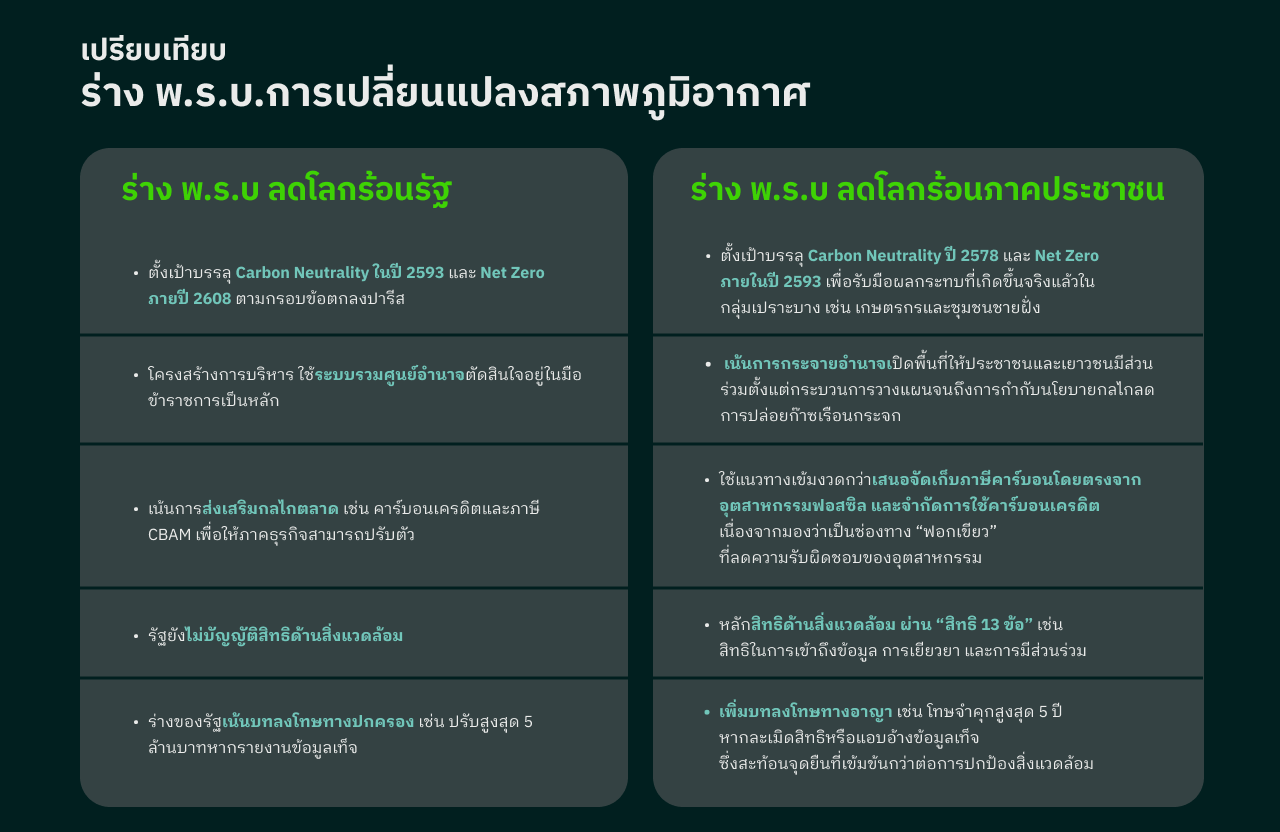 เปรียบเทียบ
ร่าง พ.ร.บ.การเปลี่ยนแปลงสภาพภูมิอากาศ
ร่าง พ.ร.บ ลดโลกร้อนรัฐ
• ตั้งเป้าบรรลุ Carbon Neutrality ในปี 2593 และ Net Zero
ภายปี 2608 ตามกรอบข้อตกลงปารีส
• โครงสร้างการบริหาร ใช้ระบบรวมศูนย์อำนาจตัดสินใจอยู่ในมือ
ข้าราชการเป็นหลัก
• เน้นการส่งเสริมกลไกตลาด เช่น คาร์บอนเครดิตและภาษี
CBAM เพื่อให้ภาคธุรกิจสามารถปรับตัว
• รัฐยังไม่บัญญัติสิทธิด้านสิ่งแวดล้อม
• ร่างของรัฐเน้นบทลงโทษทางปกครอง เช่น ปรับสูงสุด 5
ล้านบาทหากรายงานข้อมูลเท็จ
ร่าง พ.ร.บ ลดโลกร้อนภาคประชาชน
• ตั้งเป้าบรรลุ Carbon Neutrality ปี 2578 และ Net Zero
ภายในปี 2593 เพื่อรับมือผลกระทบที่เกิดขึ้นจริงแล้วใน
กลุ่มเปราะบาง เช่น เกษตรกรและชุมชนชายฝั่ง
• เน้นการกระจายอำนาจเปิดพื้นที่ให้ประชาชนและเยาวชนมีส่วน
ร่วมตั้งแต่กระบวนการวางแผนจนถึงการกำกับนโยบายกลไกลด
การปล่อยก๊าซเรือนกระจก
• ใช้แนวทางเข้มงวดกว่าเสนอจัดเก็บภาษีคาร์บอนโดยตรงจาก
อุตสาหกรรมฟอสซิล และจำกัดการใช้คาร์บอนเครดิต
เนื่องจากมองว่าเป็นช่องทาง “ฟอกเขียว”
ที่ลดความรับผิดชอบของอุตสาหกรรม
• หลักสิทธิด้านสิ่งแวดล้อม ผ่าน “สิทธิ 13 ข้อ” เช่น
สิทธิในการเข้าถึงข้อมูล การเยียวยา และการมีส่วนร่วม
• เพิ่มบทลงโทษทางอาญา เช่น โทษจำคุกสูงสุด 5 ปี
หากละเมิดสิทธิหรือแอบอ้างข้อมูลเท็จ
ซึ่งสะท้อนจุดยืนที่เข้มข้นกว่าต่อการปกป้องสิ่งแวดล้อม